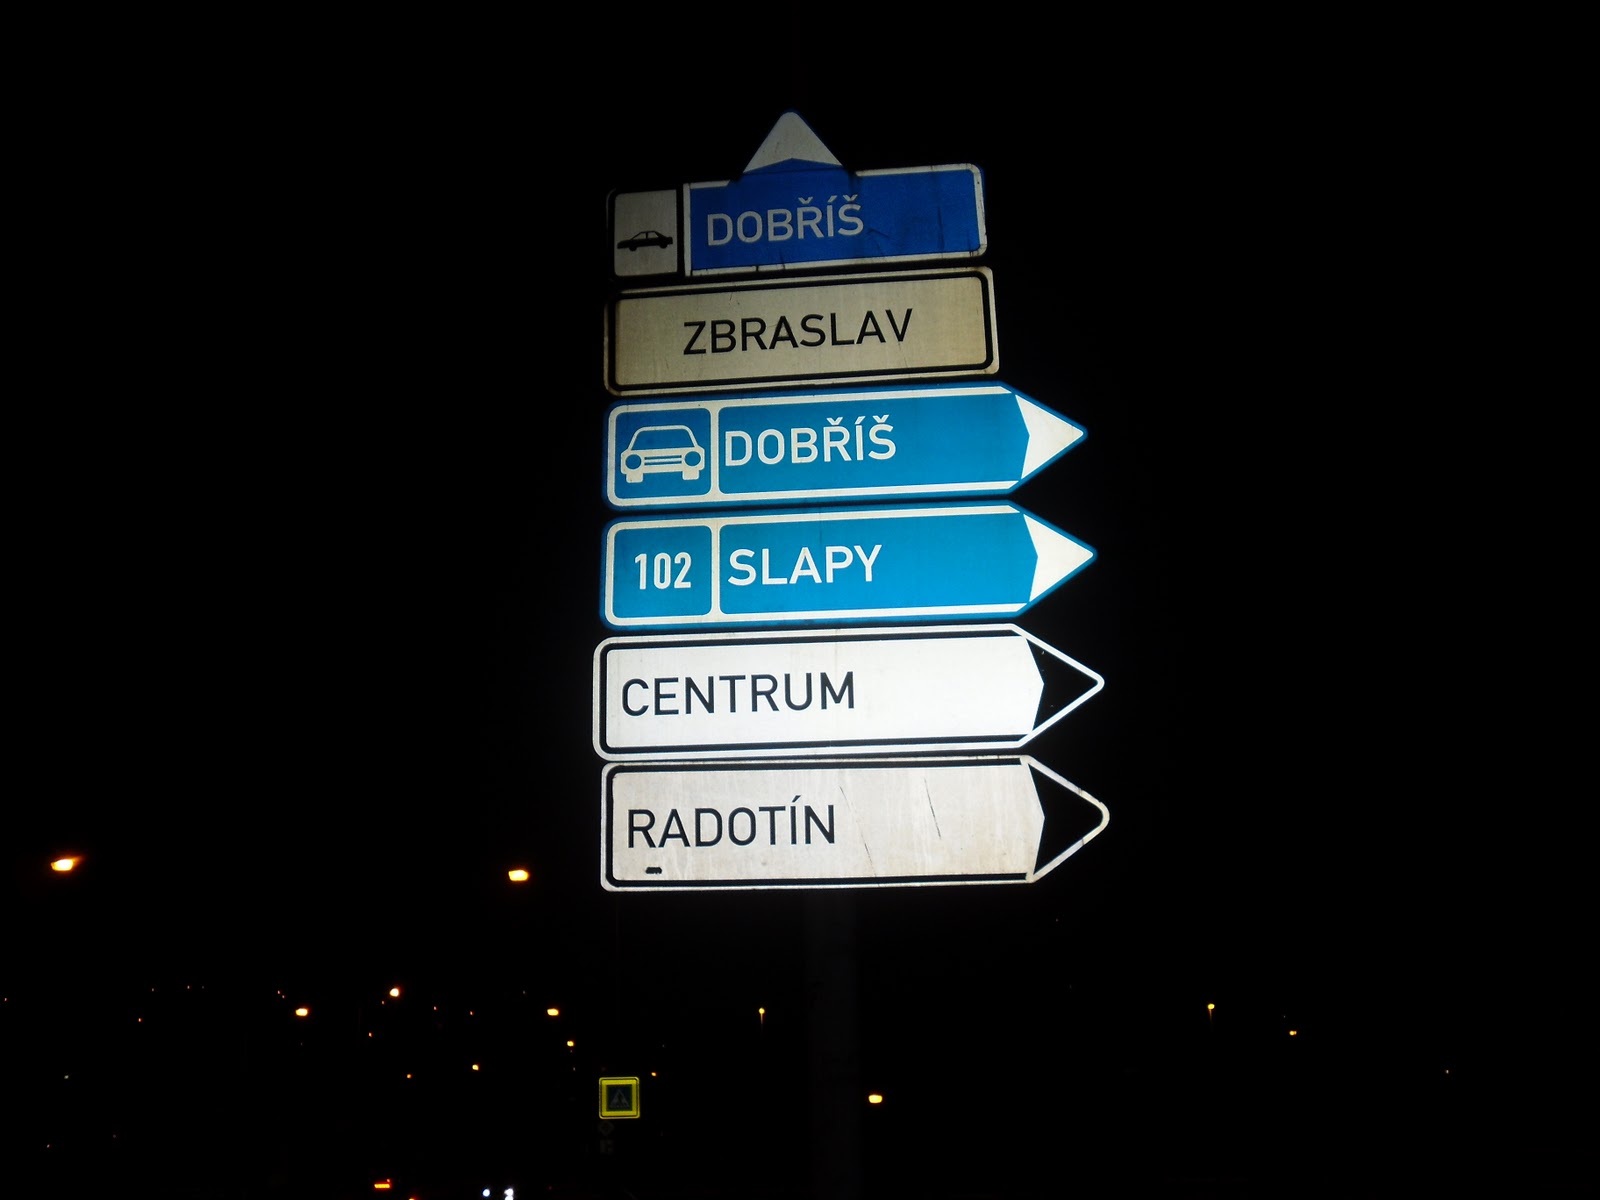 DOBŘÍŠ
ZBRASLAV
DOBŘÍŠ
102 SLAPY
CENTRUM
RADOTÍN